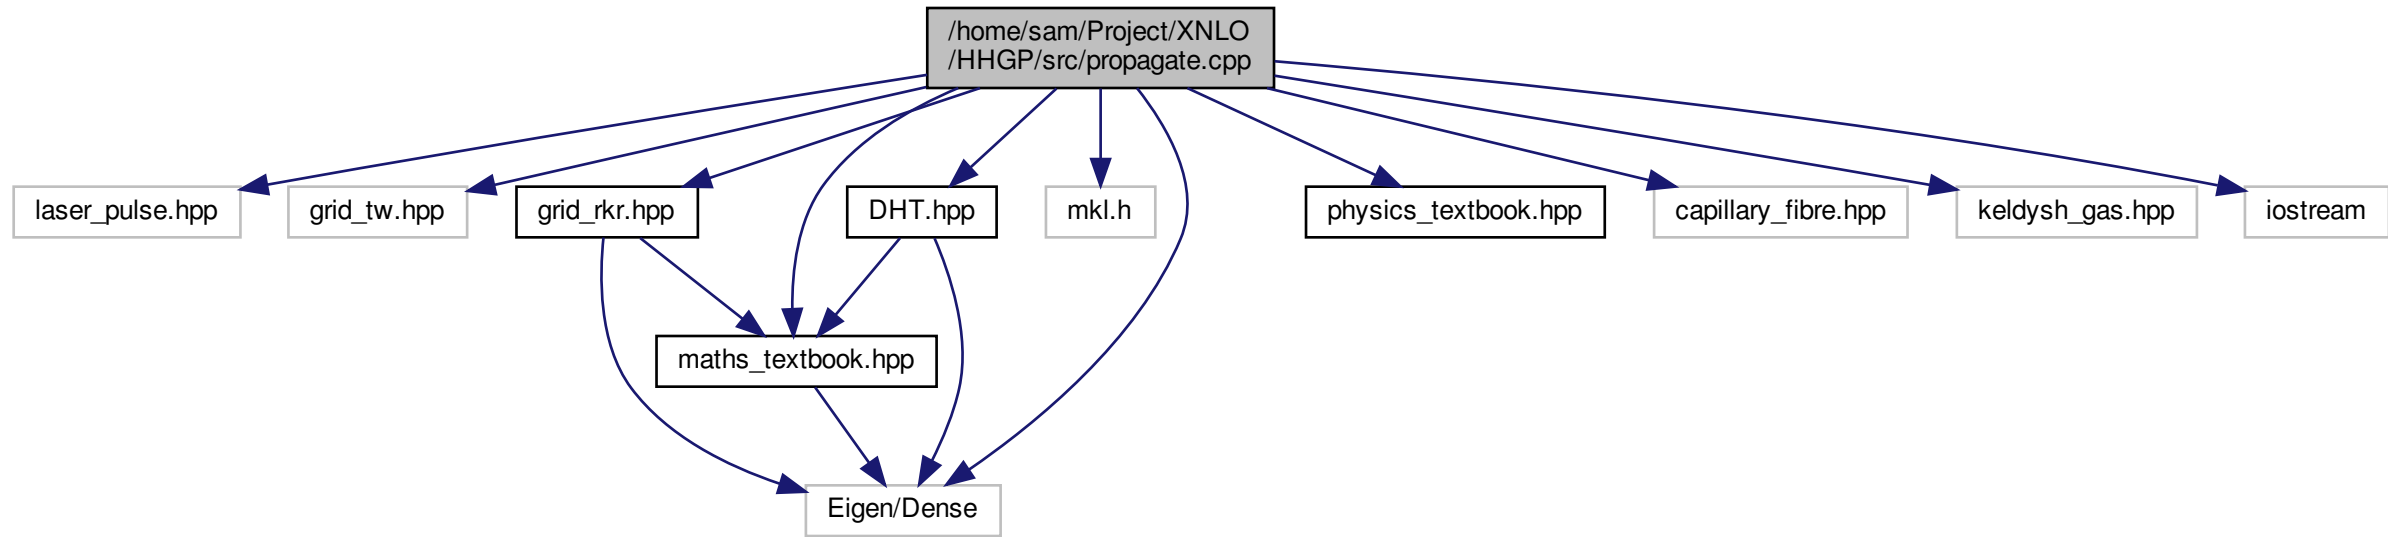 /home/sam/Project/XNLO
/HHGP/src/propagate.cpp
laser_pulse.hpp
grid_tw.hpp
grid_rkr.hpp
DHT.hpp
mkl.h
physics_textbook.hpp
capillary_fibre.hpp
keldysh_gas.hpp
iostream
maths_textbook.hpp
Eigen/Dense